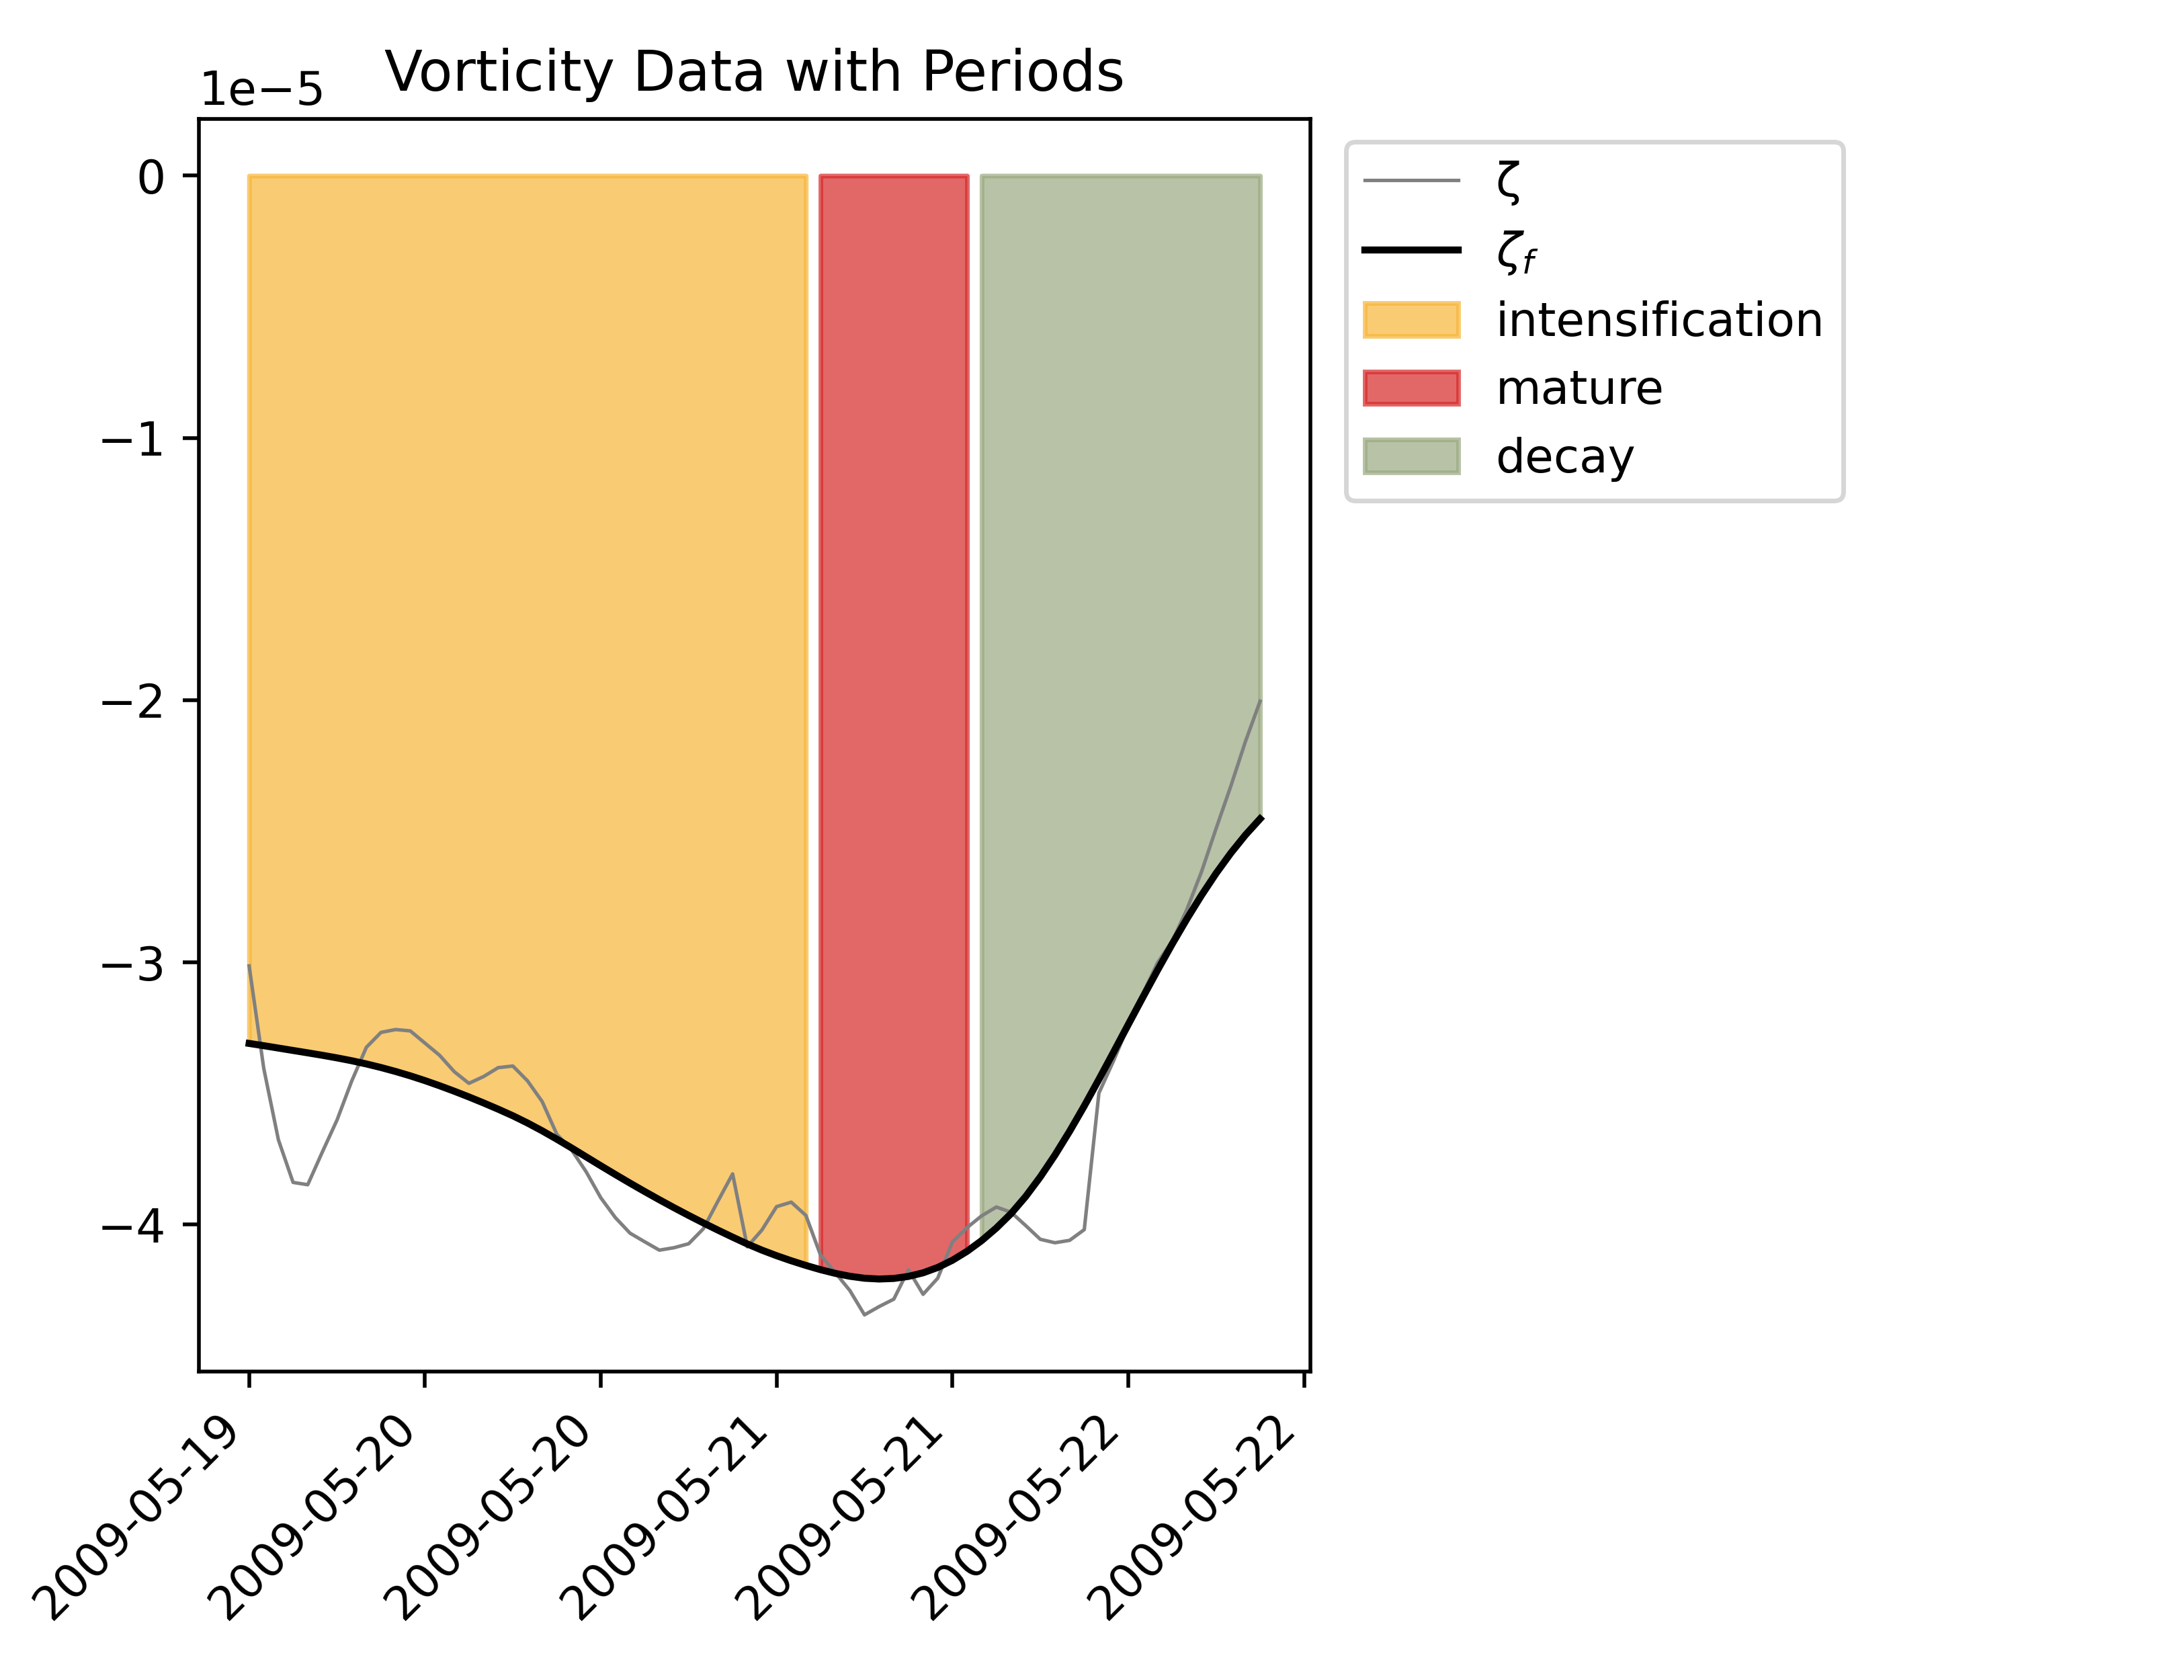 Vorticity Data with Periods
1e−5
0
−1
−2
−3
−4
2009-05-19
2009-05-20
2009-05-20
2009-05-21
2009-05-21
2009-05-22
2009-05-22
ζ
ζf
intensification
mature
decay